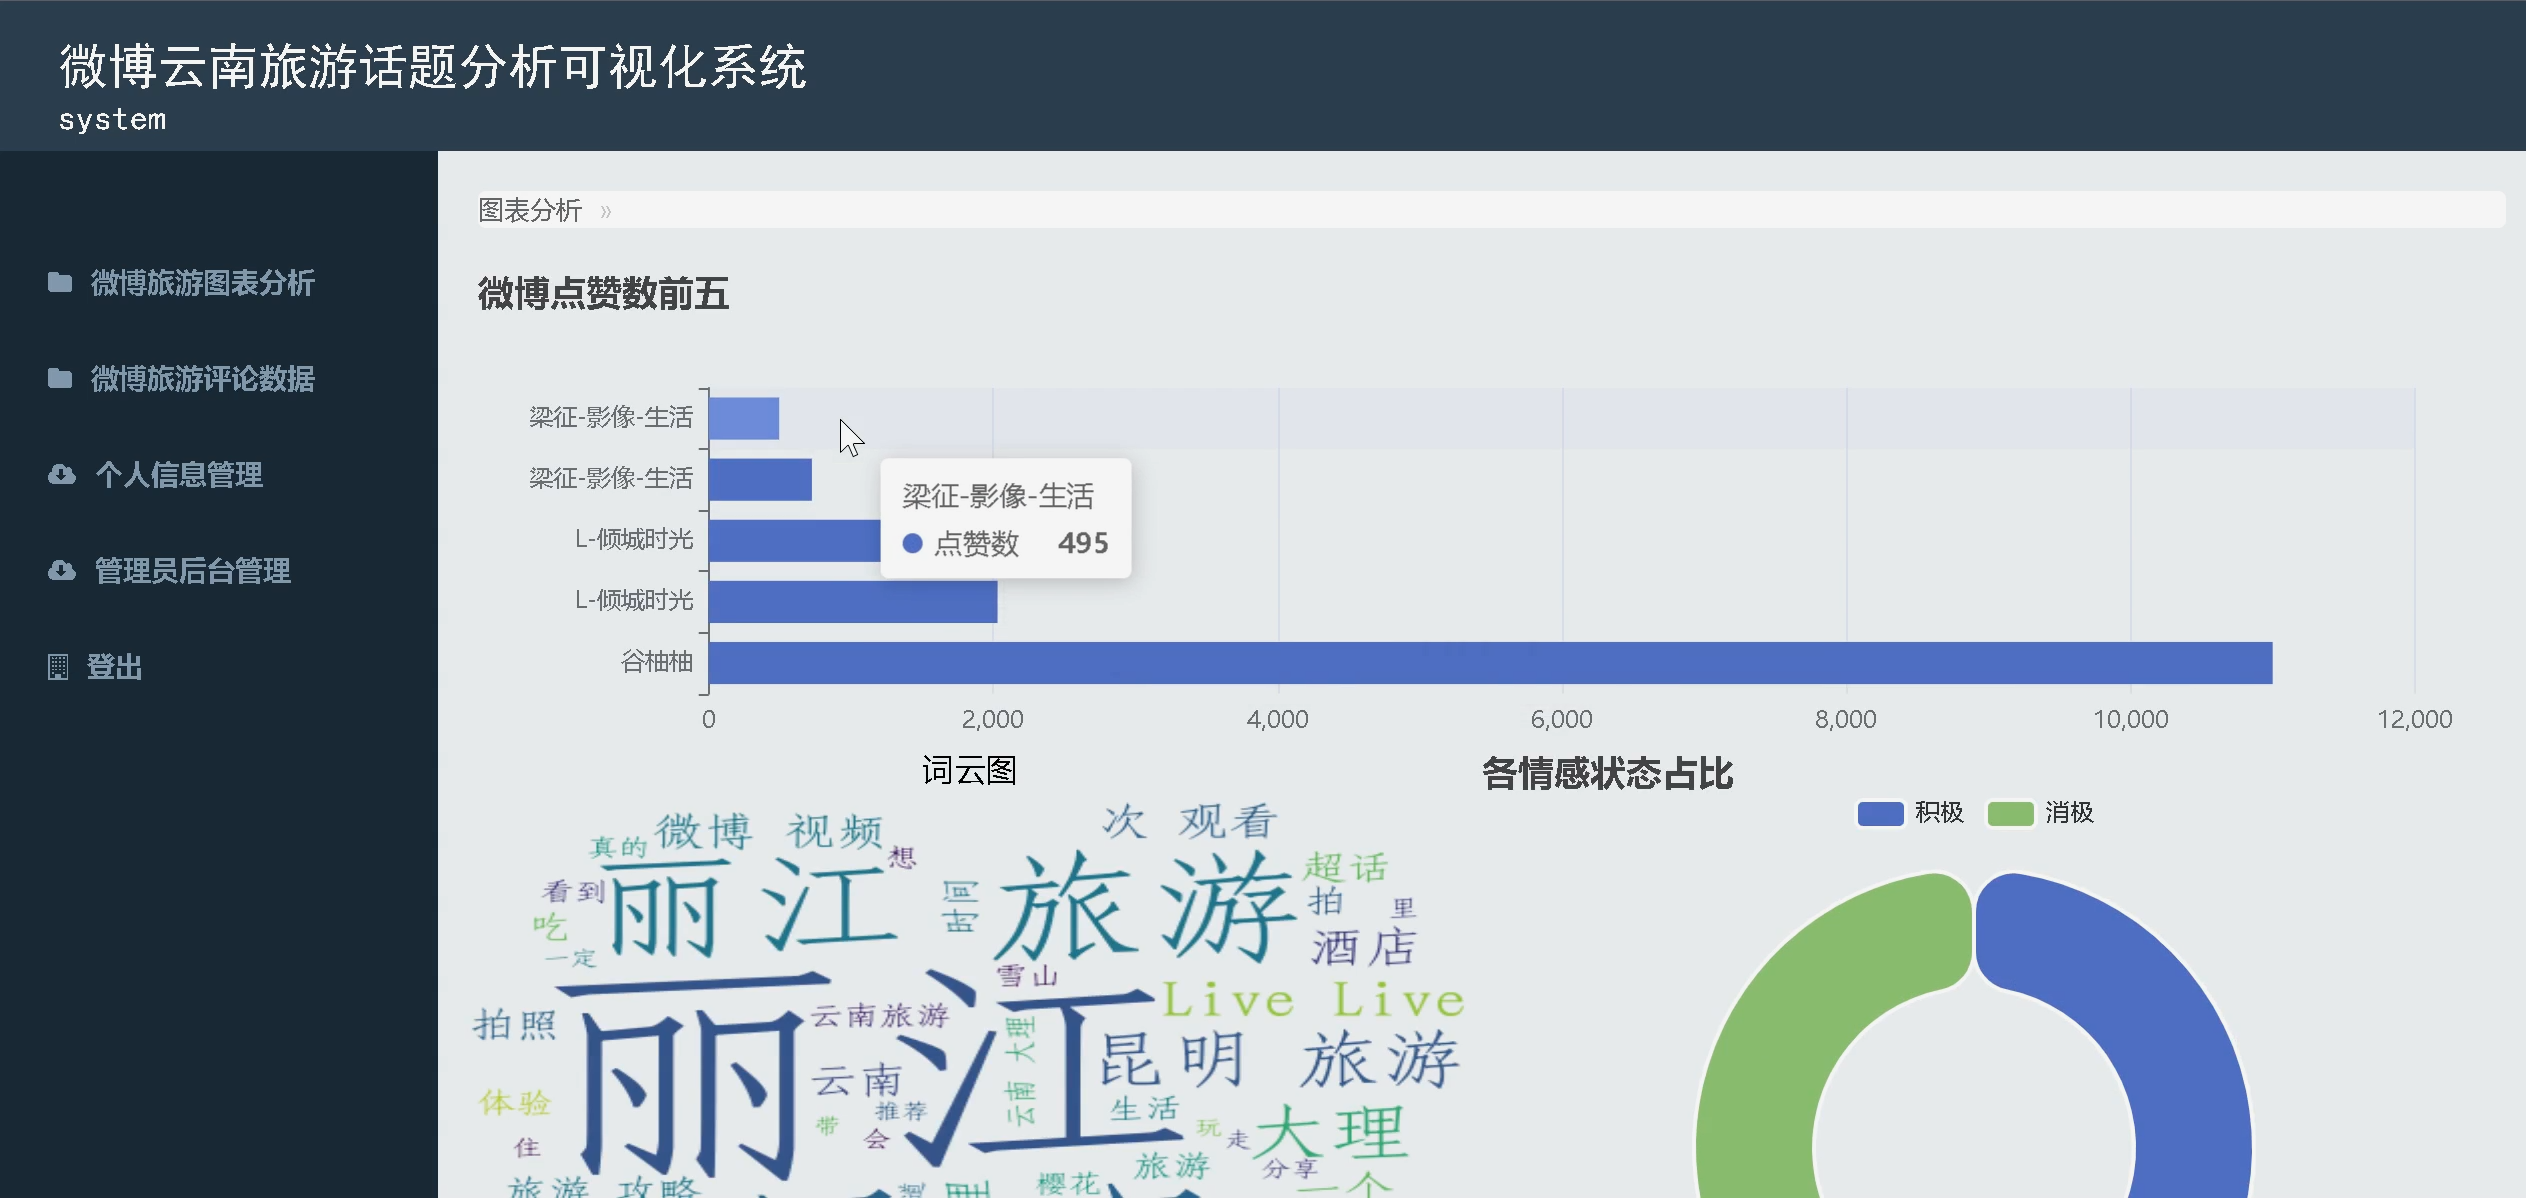 微博云南旅游话题分析可视化系统
system
微博旅游图表分析
微博旅游评论数据
个人信息管理
管理员后台管理
登出
图表分析 »
微博点赞数前五
梁征-影像-生活
梁征-影像-生活
L-倾城时光
L-倾城时光
谷柚柚
梁征-影像-生活
点赞数 495
0 2,000 4,000 6,000 8,000 10,000 12,000
词云图
真的 微博 视频 想
次 观看
丽江
时间
旅游
超话
看到
吃
一定
拍
里
酒店
雪山
丽江
拍照
云南旅游
Live Live
大理
云南
昆明 旅游
云南
体验
推荐
带
会
生活
玩
走
大理
住
旅游
分享
旅游 攻略
樱花
一个
各情感状态占比
积极 消极